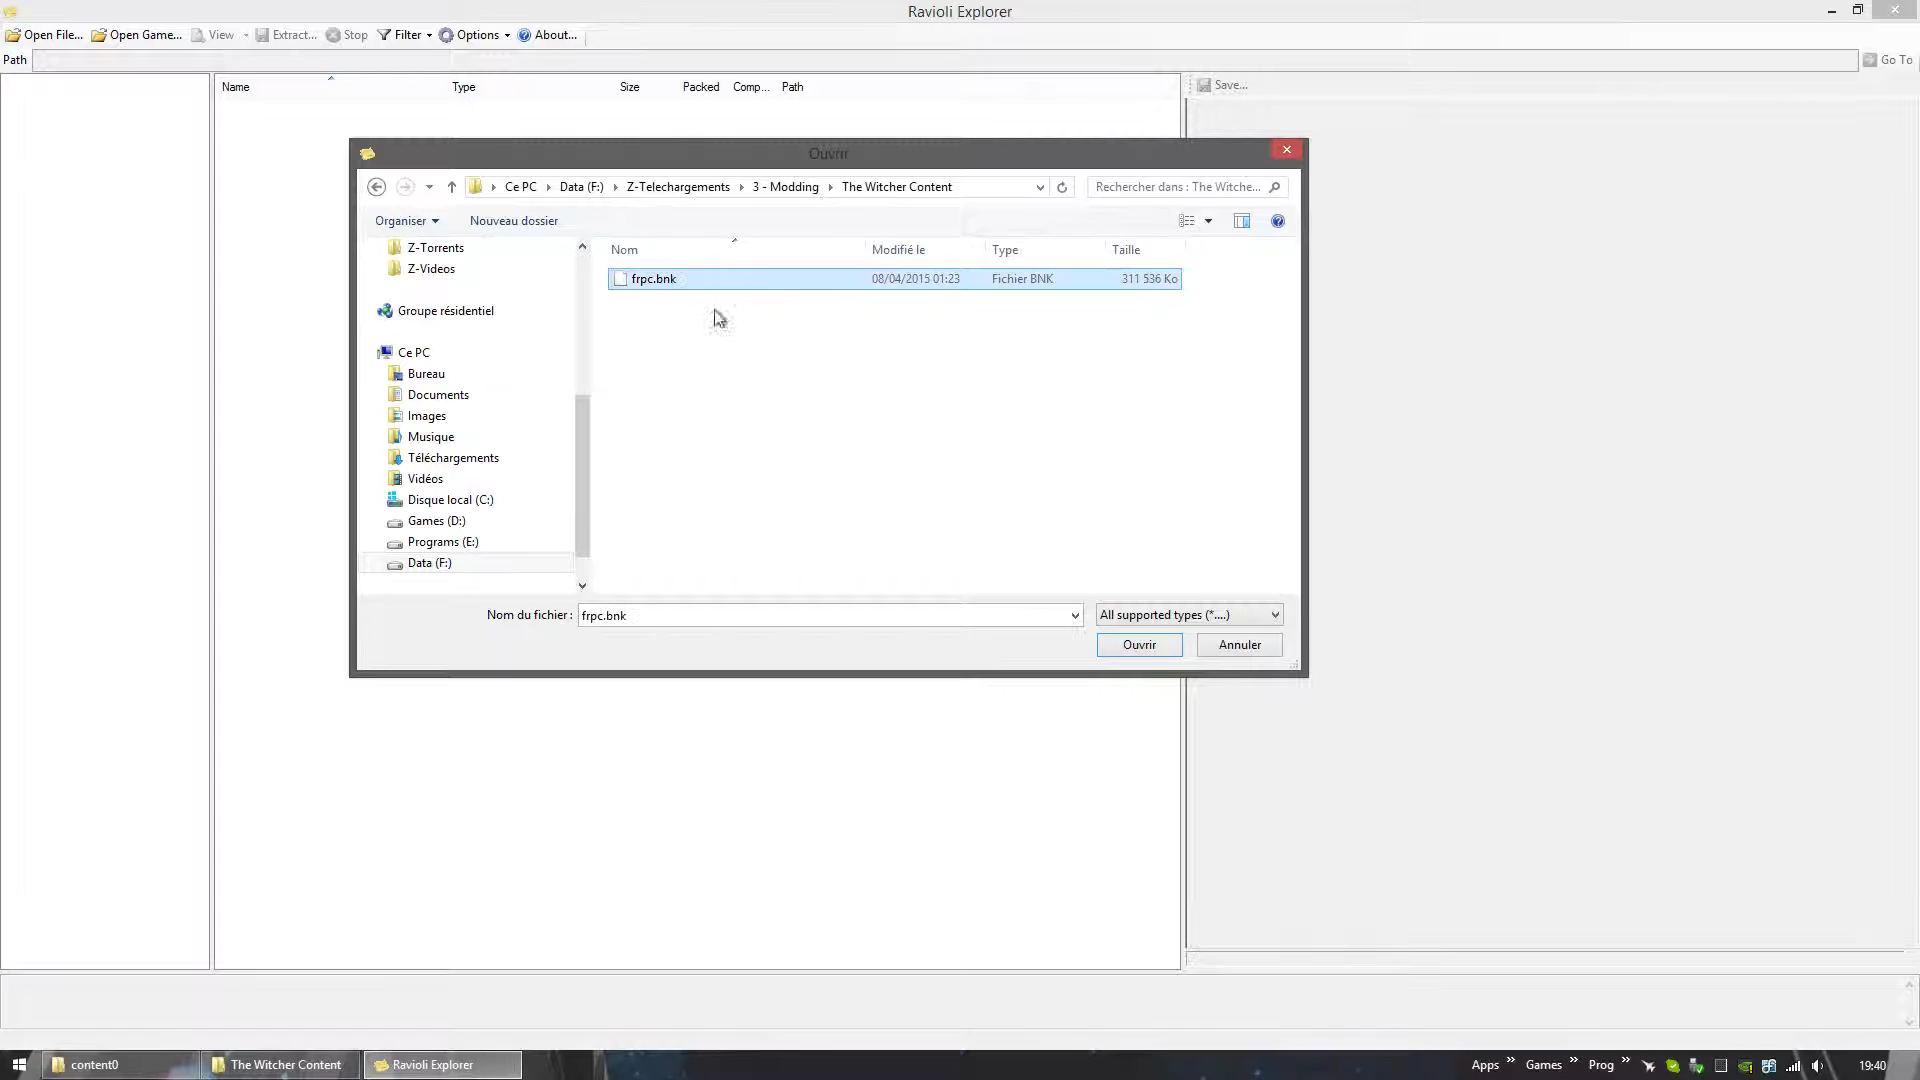 Ravioli Explorer
Open File... Open Game... View Extract... Stop Filter Options About...
Path Go To
Name Type Size Packed Comp... Path Save...
Ouvrir
Ce PC Data (F:) Z-Telechargements 3 - Modding The Witcher Content Rechercher dans : The Witche...
Organiser Nouveau dossier
Z-Torrents
Z-Videos
Groupe résidentiel
Ce PC
Bureau
Documents
Images
Musique
Téléchargements
Vidéos
Disque local (C:)
Games (D:)
Programs (E:)
Data (F:)
Nom Modifié le Type Taille
frpc.bnk 08/04/2015 01:23 Fichier BNK 311 536 Ko
Nom du fichier : frpc.bnk All supported types (*....)
Ouvrir Annuler
content0 The Witcher Content Ravioli Explorer Apps » Games » Prog » 19:40